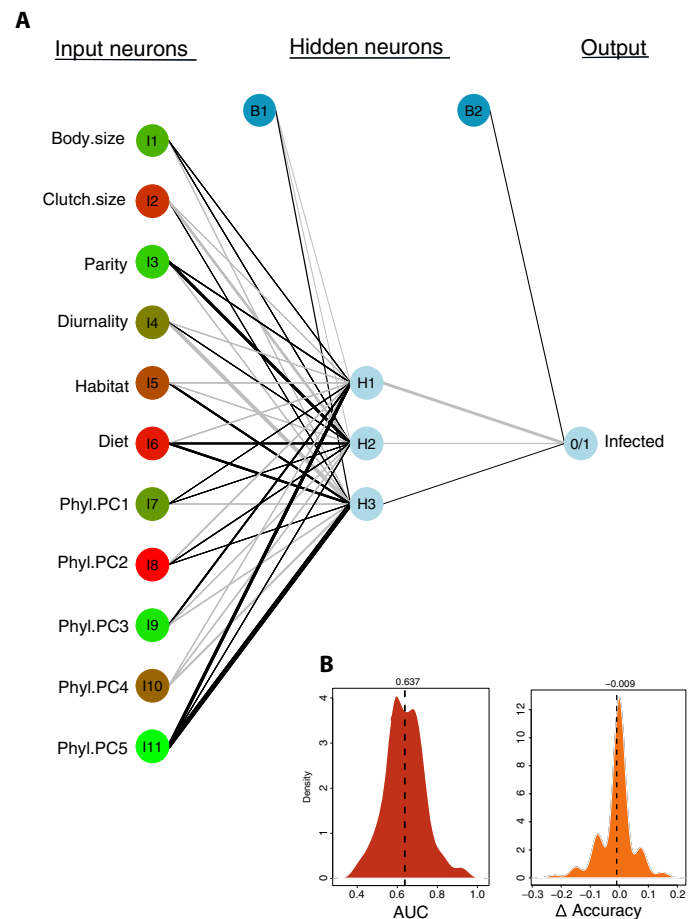 A
Input neurons
Hidden neurons
Output
B1
B2
Body.size
I1
Clutch.size
I2
Parity
I3
Diurnality
I4
Habitat
I5
H1
Diet
I6
H2
0/1
Infected
Phyl.PC1
I7
H3
Phyl.PC2
I8
Phyl.PC3
I9
Phyl.PC4
I10
Phyl.PC5
I11
B
0.637
Density
0
1
2
3
4
0.4
0.6
0.8
1.0
AUC
−0.009
0
2
4
6
8
10
12
−0.3
−0.2
−0.1
0.0
0.1
0.2
Δ Accuracy